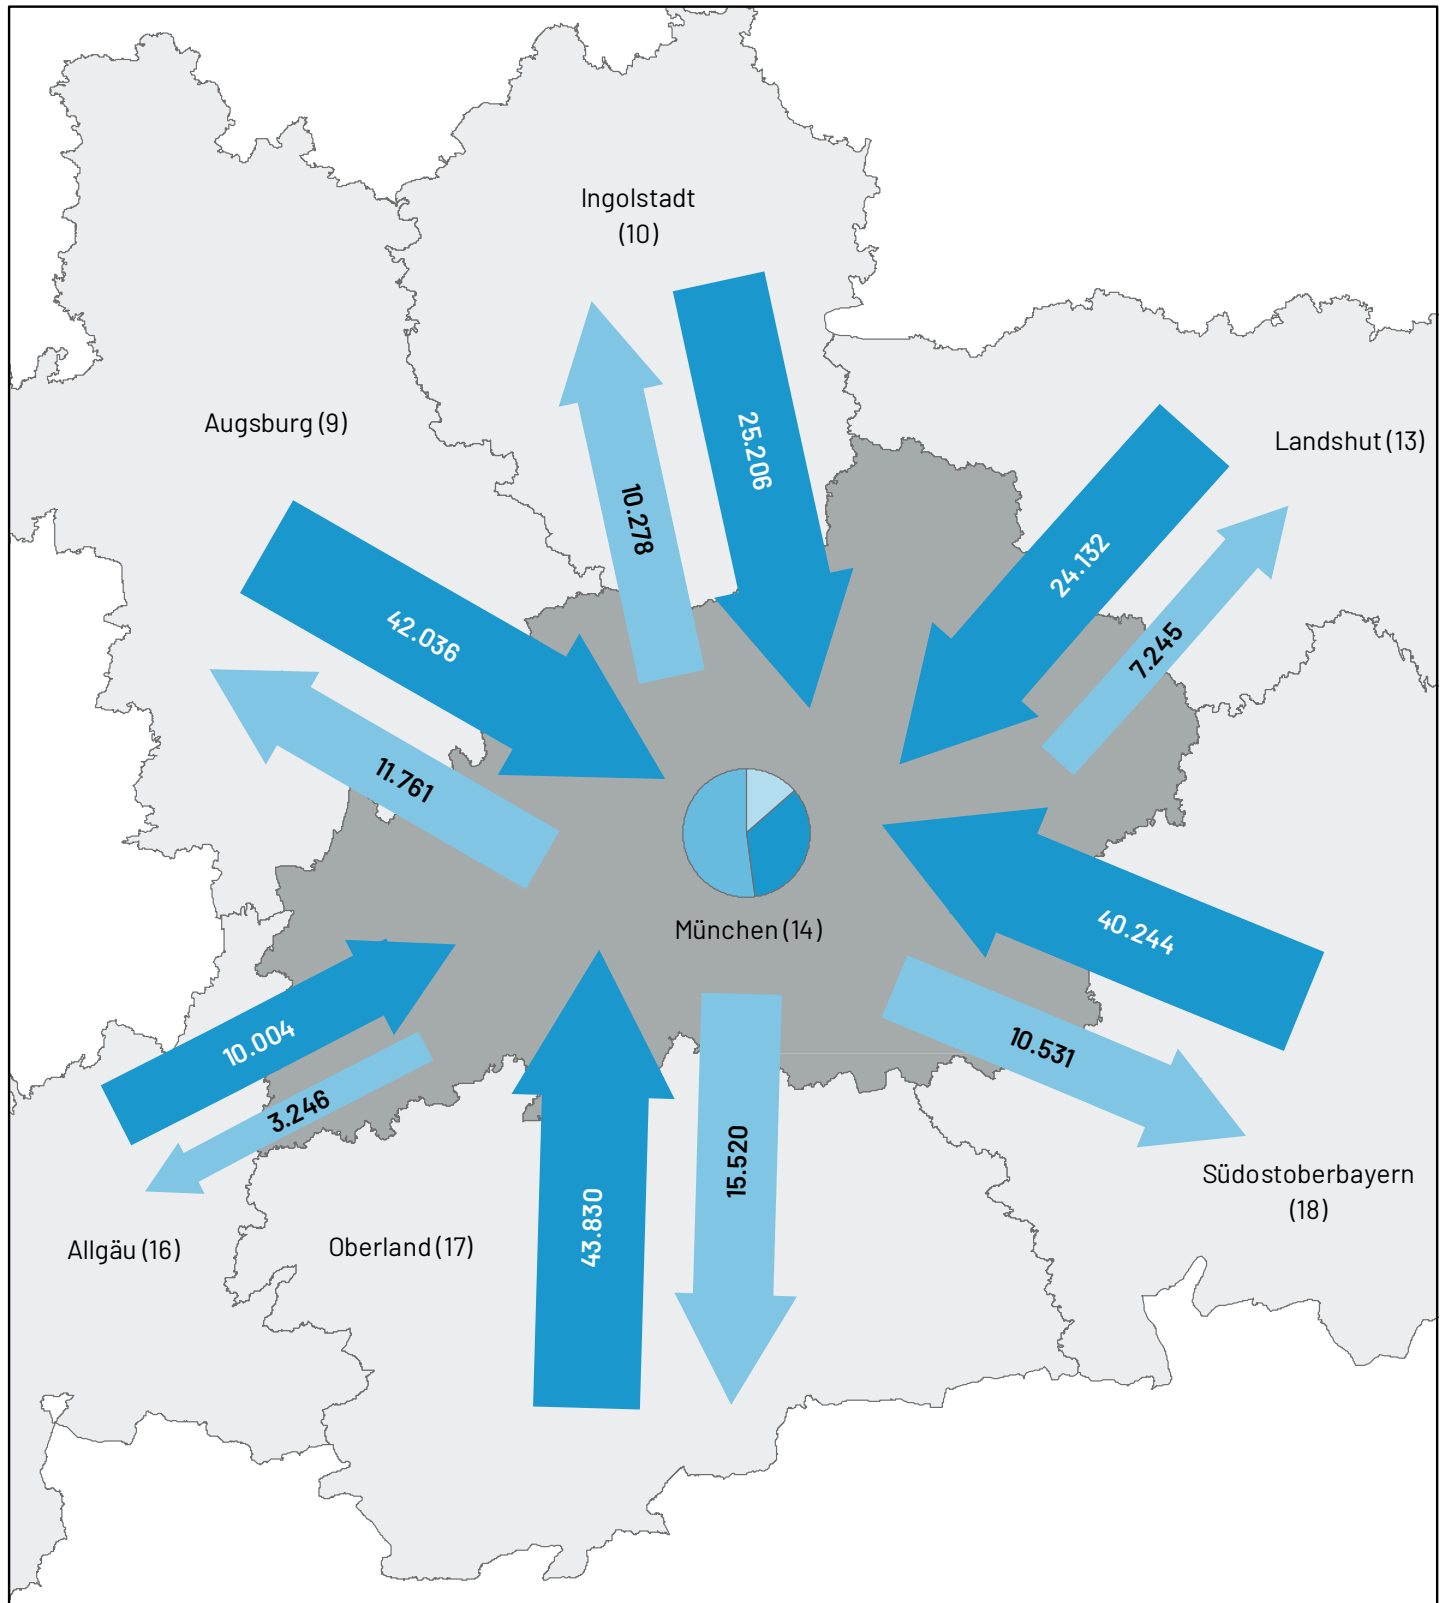 Ingolstadt
(10)
Augsburg (9)
Landshut (13)
25.206
10.278
24.132
7.245
42.036
11.761
München (14)
40.244
10.531
10.004
3.246
43.830
15.520
Südostoberbayern
(18)
Allgäu (16)
Oberland (17)